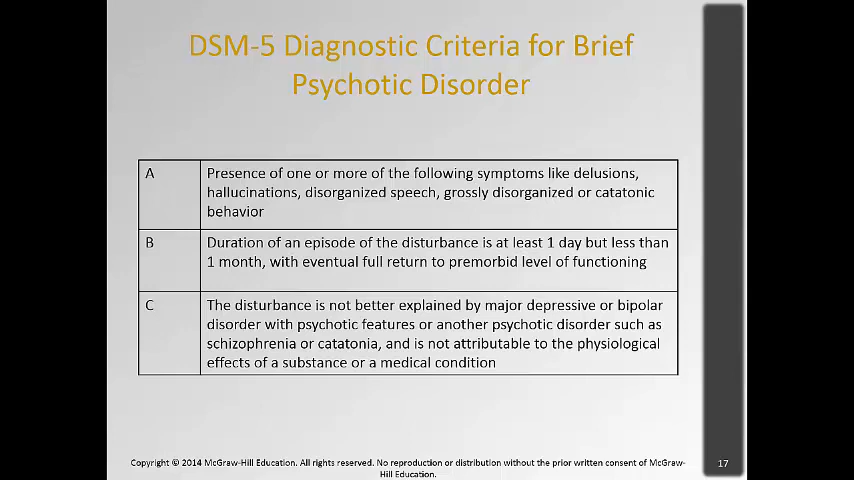 DSM-5 Diagnostic Criteria for Brief
Psychotic Disorder
A
Presence of one or more of the following symptoms like delusions,
hallucinations, disorganized speech, grossly disorganized or catatonic
behavior
B
Duration of an episode of the disturbance is at least 1 day but less than
1 month, with eventual full return to premorbid level of functioning
C
The disturbance is not better explained by major depressive or bipolar
disorder with psychotic features or another psychotic disorder such as
schizophrenia or catatonia, and is not attributable to the physiological
effects of a substance or a medical condition
Copyright © 2014 McGraw-Hill Education. All rights reserved. No reproduction or distribution without the prior written consent of McGraw-
Hill Education.
17